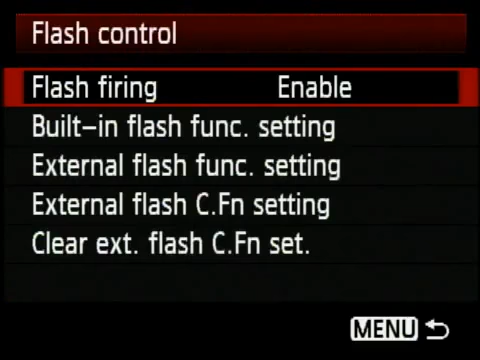 Flash control
Flash firing Enable
Built-in flash func. setting
External flash func. setting
External flash C.Fn setting
Clear ext. flash C.Fn set.
MENU